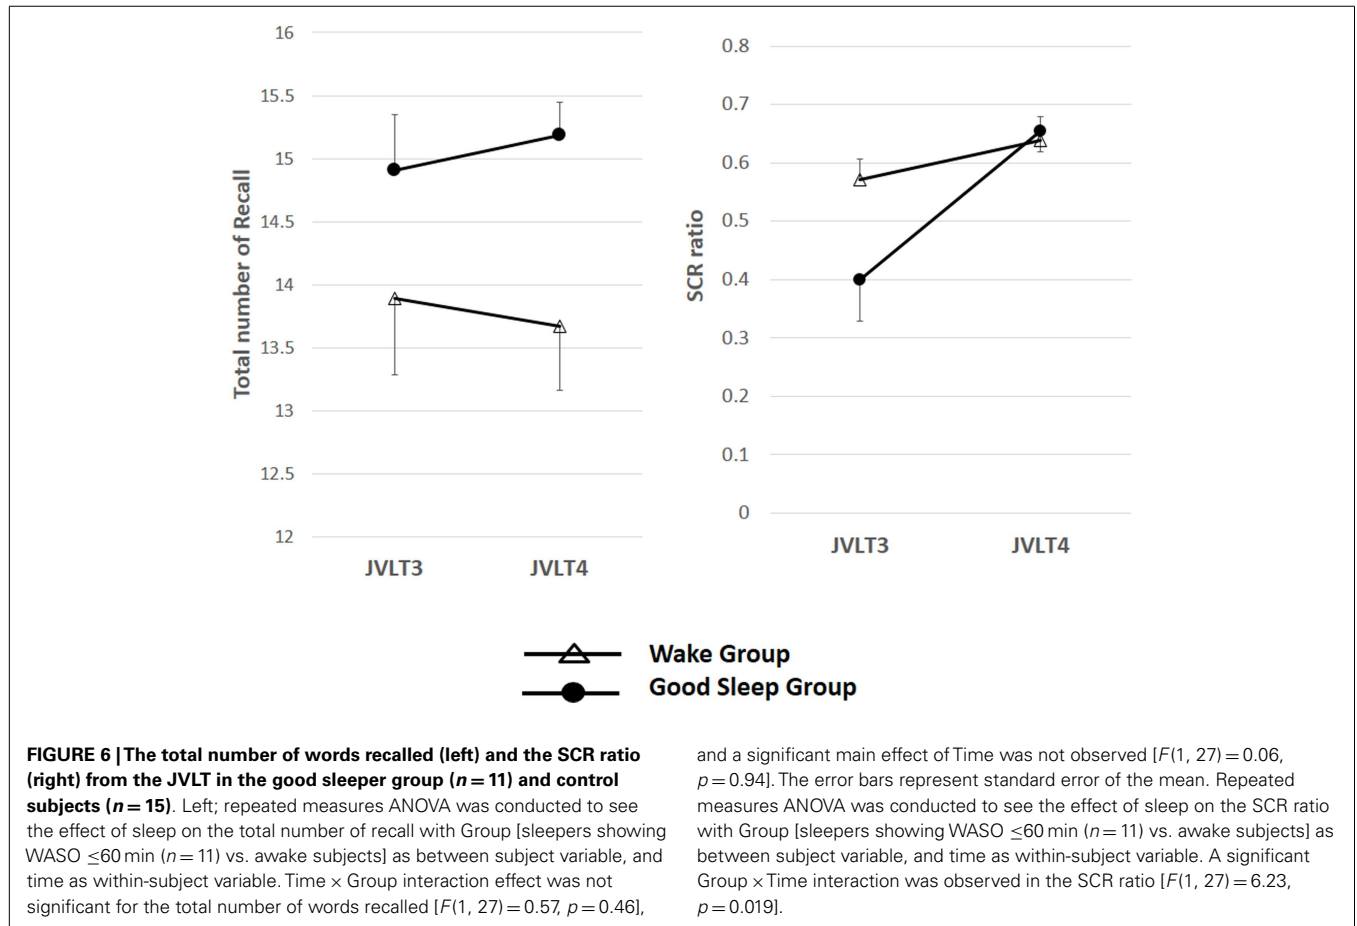 16
15.5
15
14.5
14
13.5
13
12.5
12
Total number of Recall
JVLT3
JVLT4
0.8
0.7
0.6
0.5
0.4
0.3
0.2
0.1
0
SCR ratio
JVLT3
JVLT4
Wake Group
Good Sleep Group
FIGURE 6 | The total number of words recalled (left) and the SCR ratio
(right) from the JVLT in the good sleeper group (n = 11) and control
subjects (n = 15). Left; repeated measures ANOVA was conducted to see
the effect of sleep on the total number of recall with Group [sleepers showing
WASO ≤60 min (n = 11) vs. awake subjects] as between subject variable, and
time as within-subject variable. Time × Group interaction effect was not
significant for the total number of words recalled [F(1, 27) = 0.57, p = 0.46],
and a significant main effect of Time was not observed [F(1, 27) = 0.06,
p = 0.94]. The error bars represent standard error of the mean. Repeated
measures ANOVA was conducted to see the effect of sleep on the SCR ratio
with Group [sleepers showing WASO ≤60 min (n = 11) vs. awake subjects] as
between subject variable, and time as within-subject variable. A significant
Group × Time interaction was observed in the SCR ratio [F(1, 27) = 6.23,
p = 0.019].